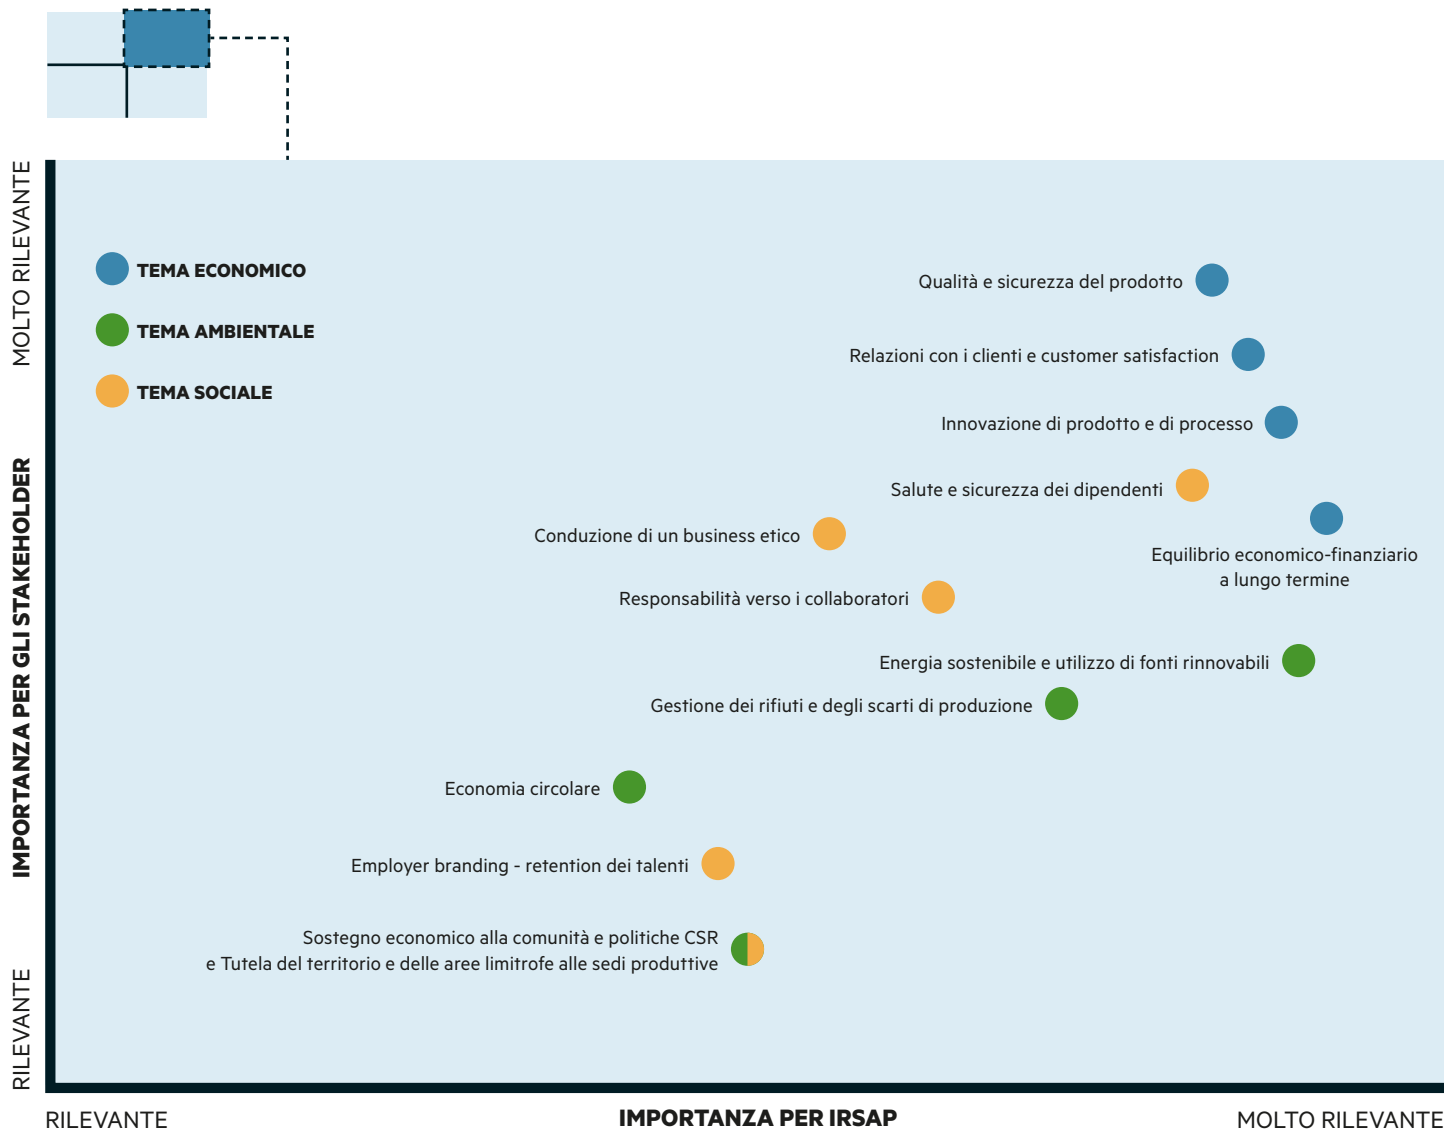 MOLTO RILEVANTE
IMPORTANZA PER GLI STAKEHOLDER
RILEVANTE
TEMA ECONOMICO
TEMA AMBIENTALE
TEMA SOCIALE
Qualità e sicurezza del prodotto
Relazioni con i clienti e customer satisfaction
Innovazione di prodotto e di processo
Salute e sicurezza dei dipendenti
Conduzione di un business etico
Equilibrio economico-finanziario
a lungo termine
Responsabilità verso i collaboratori
Energia sostenibile e utilizzo di fonti rinnovabili
Gestione dei rifiuti e degli scarti di produzione
Economia circolare
Employer branding - retention dei talenti
Sostegno economico alla comunità e politiche CSR
e Tutela del territorio e delle aree limitrofe alle sedi produttive
RILEVANTE
IMPORTANZA PER IRSAP
MOLTO RILEVANTE